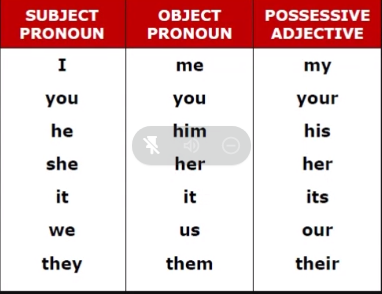 SUBJECT PRONOUN OBJECT PRONOUN POSSESSIVE ADJECTIVE
I me my
you you your
he him his
she her her
it it its
we us our
they them their